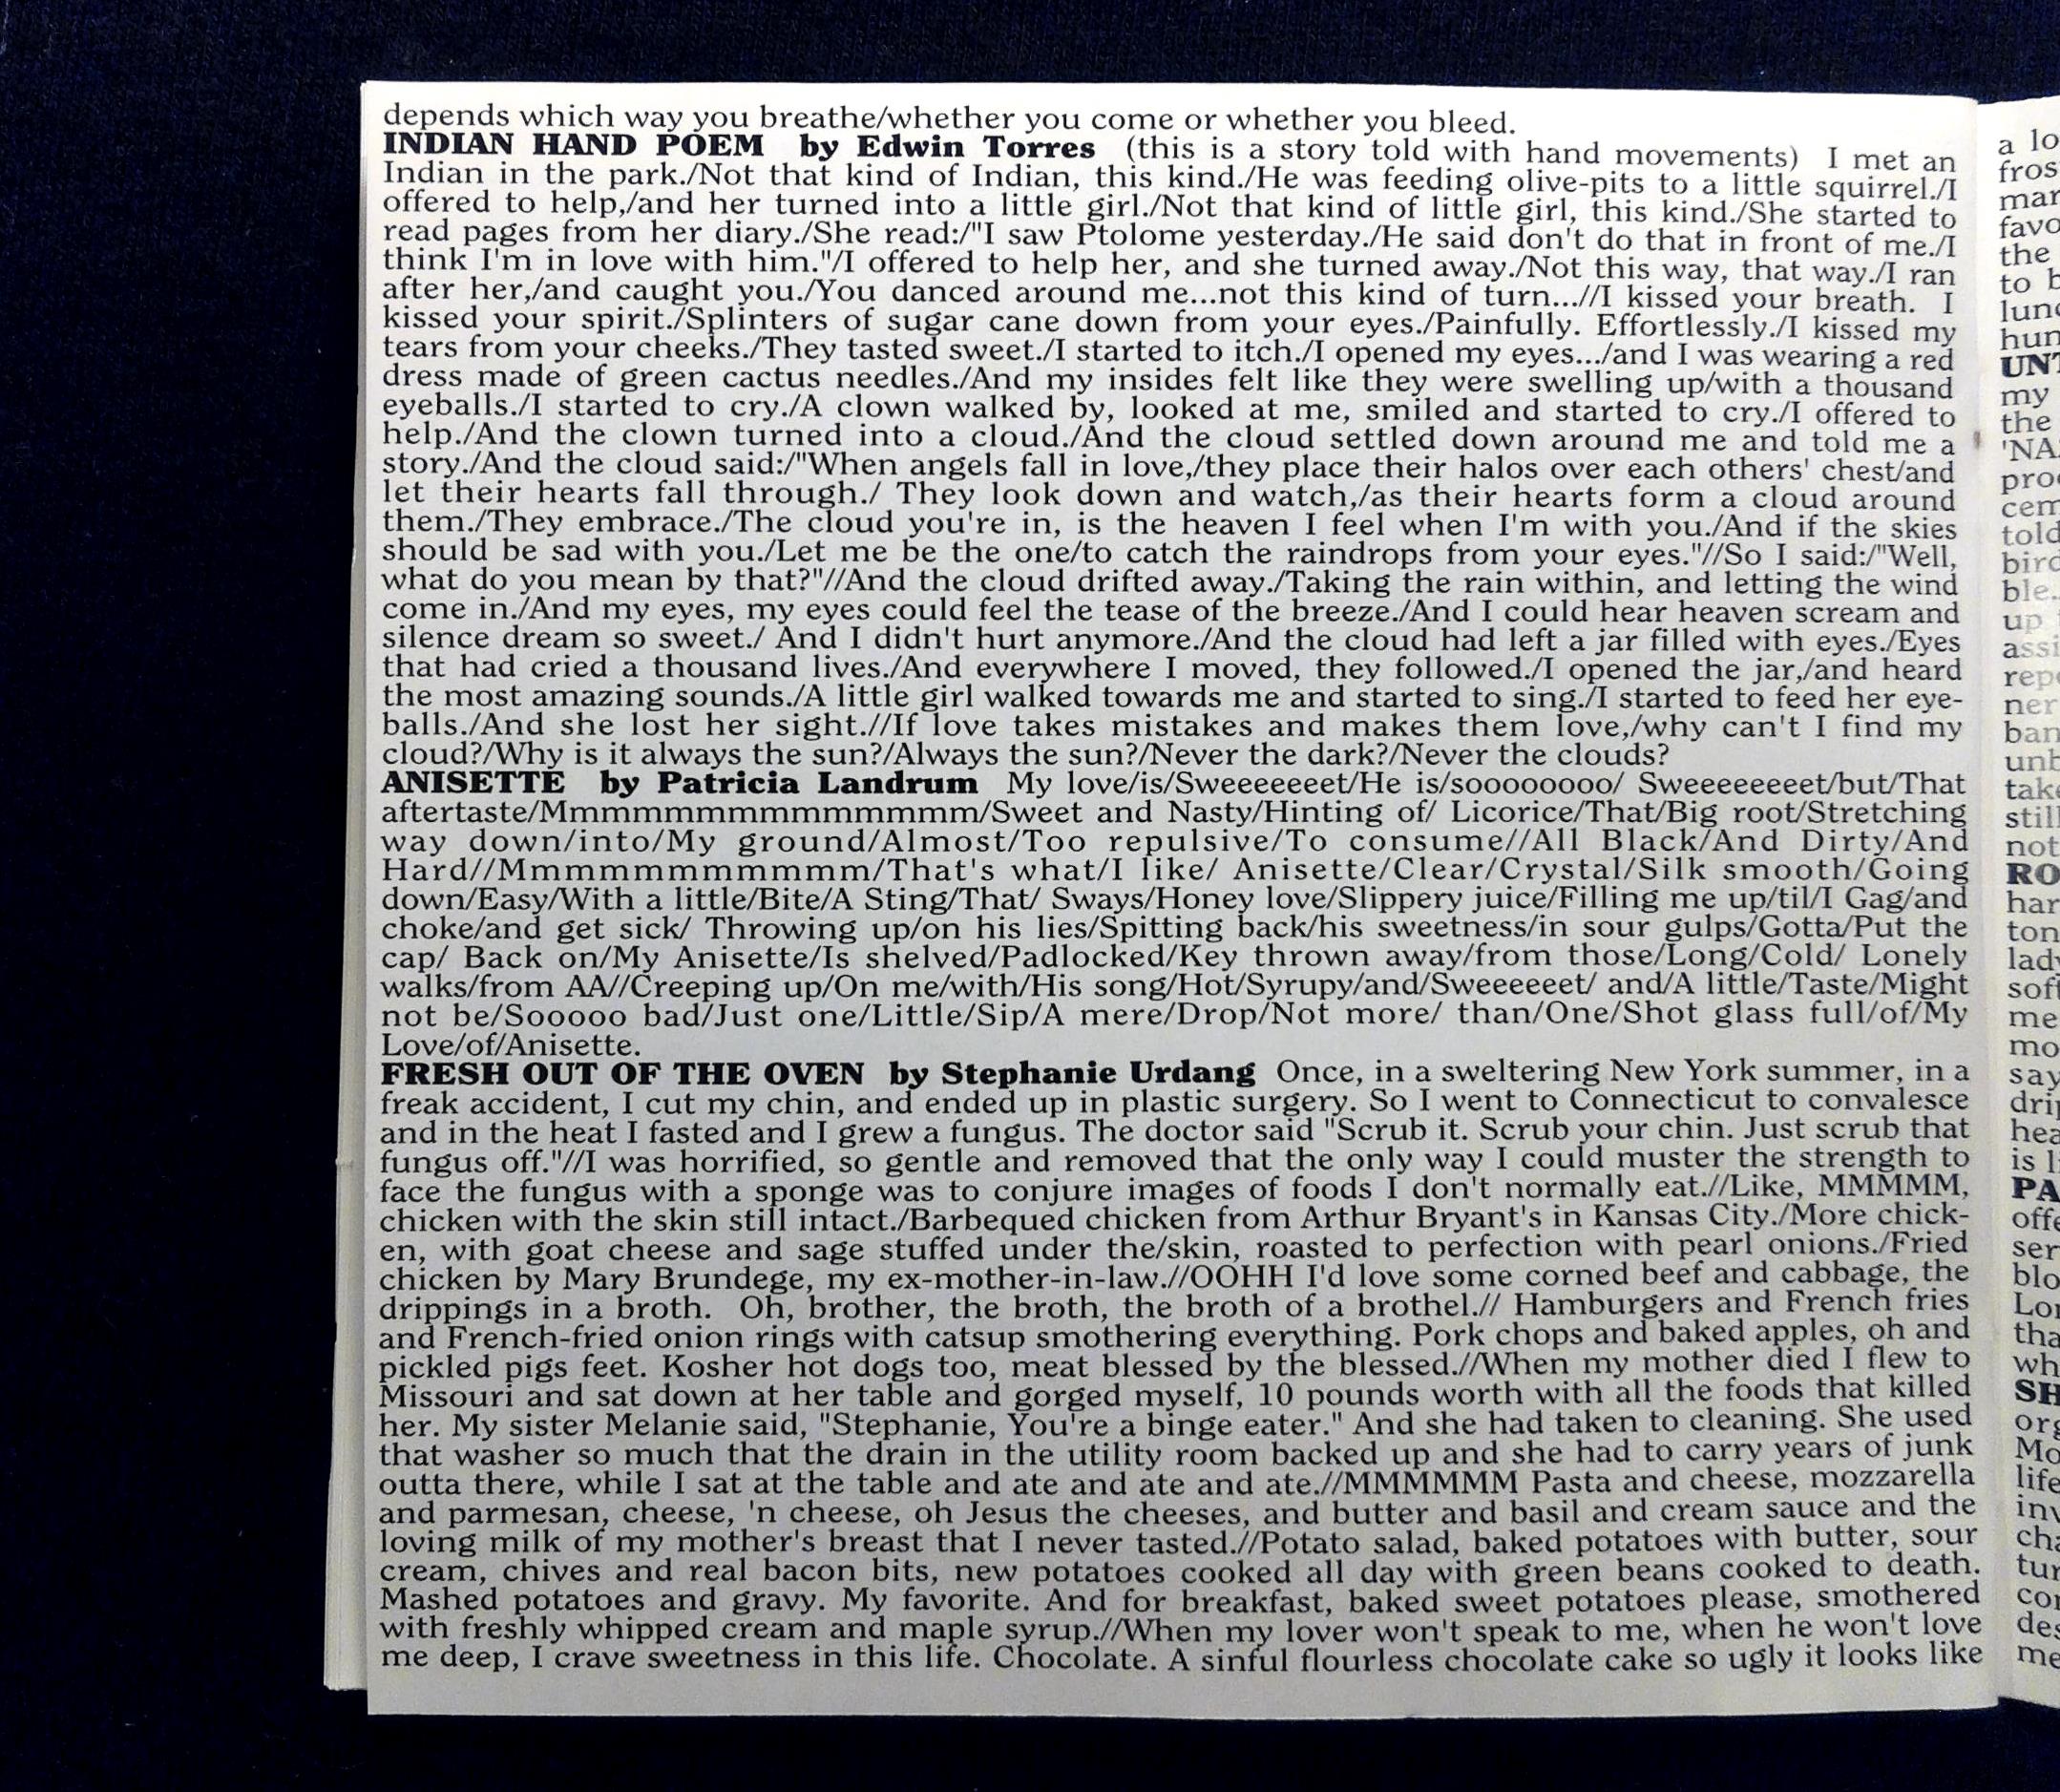 depends which way you breathe/whether you come or whether you bleed.
INDIAN HAND POEM by Edwin Torres (this is a story told with hand movements) I met an
Indian in the park./Not that kind of Indian, this kind./He was feeding olive-pits to a little squirrel./I
offered to help,/and her turned into a little girl./Not that kind of little girl, this kind./She started to
read pages from her diary./She read:/"I saw Ptolome yesterday./He said don't do that in front of me./I
think I'm in love with him."/I offered to help her, and she turned away./Not this way, that way./I ran
after her,/and caught you./You danced around me...not this kind of turn...//I kissed your breath. I
kissed your spirit./Splinters of sugar cane down from your eyes./Painfully. Effortlessly./I kissed my
tears from your cheeks./They tasted sweet./I started to itch./I opened my eyes.../and I was wearing a red
dress made of green cactus needles./And my insides felt like they were swelling up/with a thousand
eyeballs./I started to cry./A clown walked by, looked at me, smiled and started to cry./I offered to
help./And the clown turned into a cloud./And the cloud settled down around me and told me a
story./And the cloud said:/"When angels fall in love,/they place their halos over each others' chest/and
let their hearts fall through./ They look down and watch,/as their hearts form a cloud around
them./They embrace./The cloud you're in, is the heaven I feel when I'm with you./And if the skies
should be sad with you./Let me be the one/to catch the raindrops from your eyes."//So I said:/"Well,
what do you mean by that?"//And the cloud drifted away./Taking the rain within, and letting the wind
come in./And my eyes, my eyes could feel the tease of the breeze./And I could hear heaven scream and
silence dream so sweet./ And I didn't hurt anymore./And the cloud had left a jar filled with eyes./Eyes
that had cried a thousand lives./And everywhere I moved, they followed./I opened the jar,/and heard
the most amazing sounds./A little girl walked towards me and started to sing./I started to feed her eye-
balls./And she lost her sight.//If love takes mistakes and makes them love,/why can't I find my
cloud?/Why is it always the sun?/Always the sun?/Never the dark?/Never the clouds?
ANISETTE by Patricia Landrum My love/is/Sweeeeeeet/He is/soooooooo/ Sweeeeeeeet/but/That
aftertaste/Mmmmmmmmmmmmmmmm/Sweet and Nasty/Hinting of/ Licorice/That/Big root/Stretching
way down/into/My ground/Almost/Too repulsive/To consume//All Black/And Dirty/And
Hard//Mmmmmmmmmmmm/That's what/I like/ Anisette/Clear/Crystal/Silk smooth/Going
down/Easy/With a little/Bite/A Sting/That/ Sways/Honey love/Slippery juice/Filling me up/til/I Gag/and
choke/and get sick/ Throwing up/on his lies/Spitting back/his sweetness/in sour gulps/Gotta/Put the
cap/ Back on/My Anisette/Is shelved/Padlocked/Key thrown away/from those/Long/Cold/ Lonely
walks/from AA//Creeping up/On me/with/His song/Hot/Syrupy/and/Sweeeeeet/ and/A little/Taste/Might
not be/Sooooo bad/Just one/Little/Sip/A mere/Drop/Not more/ than/One/Shot glass full/of/My
Love/of/Anisette.
FRESH OUT OF THE OVEN by Stephanie Urdang Once, in a sweltering New York summer, in a
freak accident, I cut my chin, and ended up in plastic surgery. So I went to Connecticut to convalesce
and in the heat I fasted and I grew a fungus. The doctor said "Scrub it. Scrub your chin. Just scrub that
fungus off."//I was horrified, so gentle and removed that the only way I could muster the strength to
face the fungus with a sponge was to conjure images of foods I don't normally eat.//Like, MMMMM,
chicken with the skin still intact./Barbequed chicken from Arthur Bryant's in Kansas City./More chick-
en, with goat cheese and sage stuffed under the/skin, roasted to perfection with pearl onions./Fried
chicken by Mary Brundege, my ex-mother-in-law.//OOHH I'd love some corned beef and cabbage, the
drippings in a broth. Oh, brother, the broth, the broth of a brothel.// Hamburgers and French fries
and French-fried onion rings with catsup smothering everything. Pork chops and baked apples, oh and
pickled pigs feet. Kosher hot dogs too, meat blessed by the blessed.//When my mother died I flew to
Missouri and sat down at her table and gorged myself, 10 pounds worth with all the foods that killed
her. My sister Melanie said, "Stephanie, You're a binge eater." And she had taken to cleaning. She used
that washer so much that the drain in the utility room backed up and she had to carry years of junk
outta there, while I sat at the table and ate and ate and ate.//MMMMMM Pasta and cheese, mozzarella
and parmesan, cheese, 'n cheese, oh Jesus the cheeses, and butter and basil and cream sauce and the
loving milk of my mother's breast that I never tasted.//Potato salad, baked potatoes with butter, sour
cream, chives and real bacon bits, new potatoes cooked all day with green beans cooked to death.
Mashed potatoes and gravy. My favorite. And for breakfast, baked sweet potatoes please, smothered
with freshly whipped cream and maple syrup.//When my lover won't speak to me, when he won't love
me deep, I crave sweetness in this life. Chocolate. A sinful flourless chocolate cake so ugly it looks like